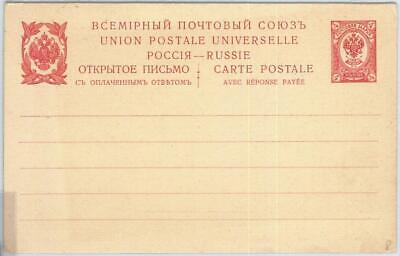 ВСЕМІРНЫЙ ПОЧТОВЫЙ СОЮЗЪ
UNION POSTALE UNIVERSELLE
РОССІЯ—RUSSIE
ОТКРЫТОЕ ПИСЬМО CARTE POSTALE
СЪ ОПЛАЧЕННЫМЪ ОТВѢТОМЪ. AVEC RÉPONSE PAYÉE.